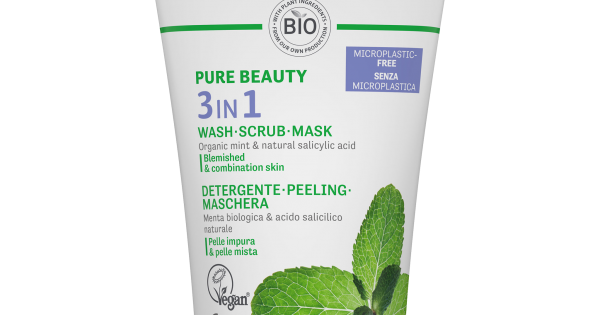 WITH PLANT INGREDIENTS
BIO
FROM OUR OWN PRODUCTION
MICROPLASTIC-
FREE
SENZA
MICROPLASTICA
PURE BEAUTY
3 IN 1
WASH·SCRUB·MASK
Organic mint & natural salicylic acid
Blemished
& combination skin
DETERGENTE·PEELING·
MASCHERA
Menta biologica & acido salicilico
naturale
Pelle impura
& pelle mista
Vegan